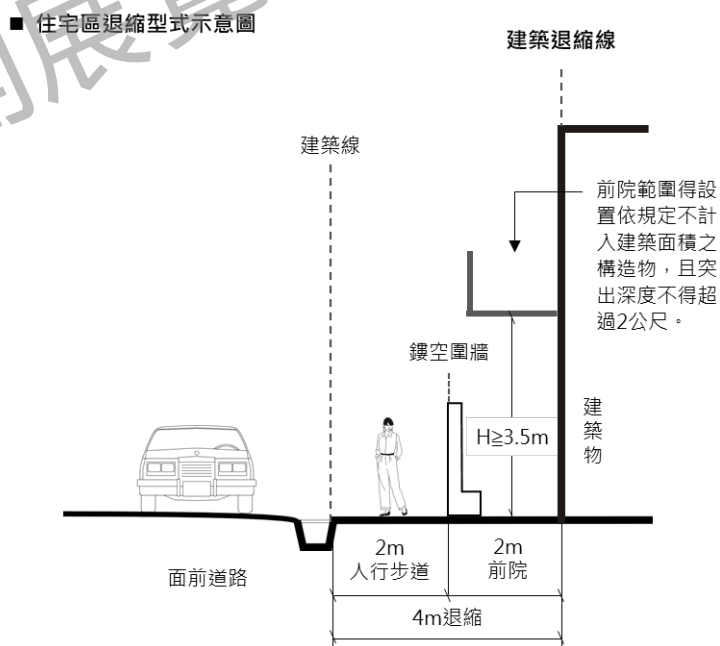 ■ 住宅區退縮型式示意圖
建築退縮線
建築線
前院範圍得設
置依規定不計
入建築面積之
構造物，且突
出深度不得超
過2公尺。
鏤空圍牆
H≧3.5m
建築物
面前道路
2m
人行步道
2m
前院
4m退縮
開展覽